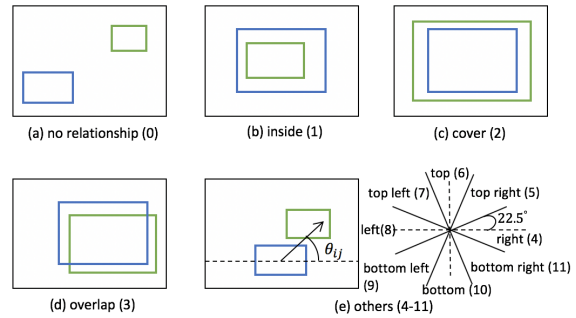 (a) no relationship (0)
(b) inside (1)
(c) cover (2)
(d) overlap (3)
θij
top (6)
top left (7)
top right (5)
22.5°
left(8)
right (4)
bottom left
(9)
bottom right (11)
bottom (10)
(e) others (4-11)